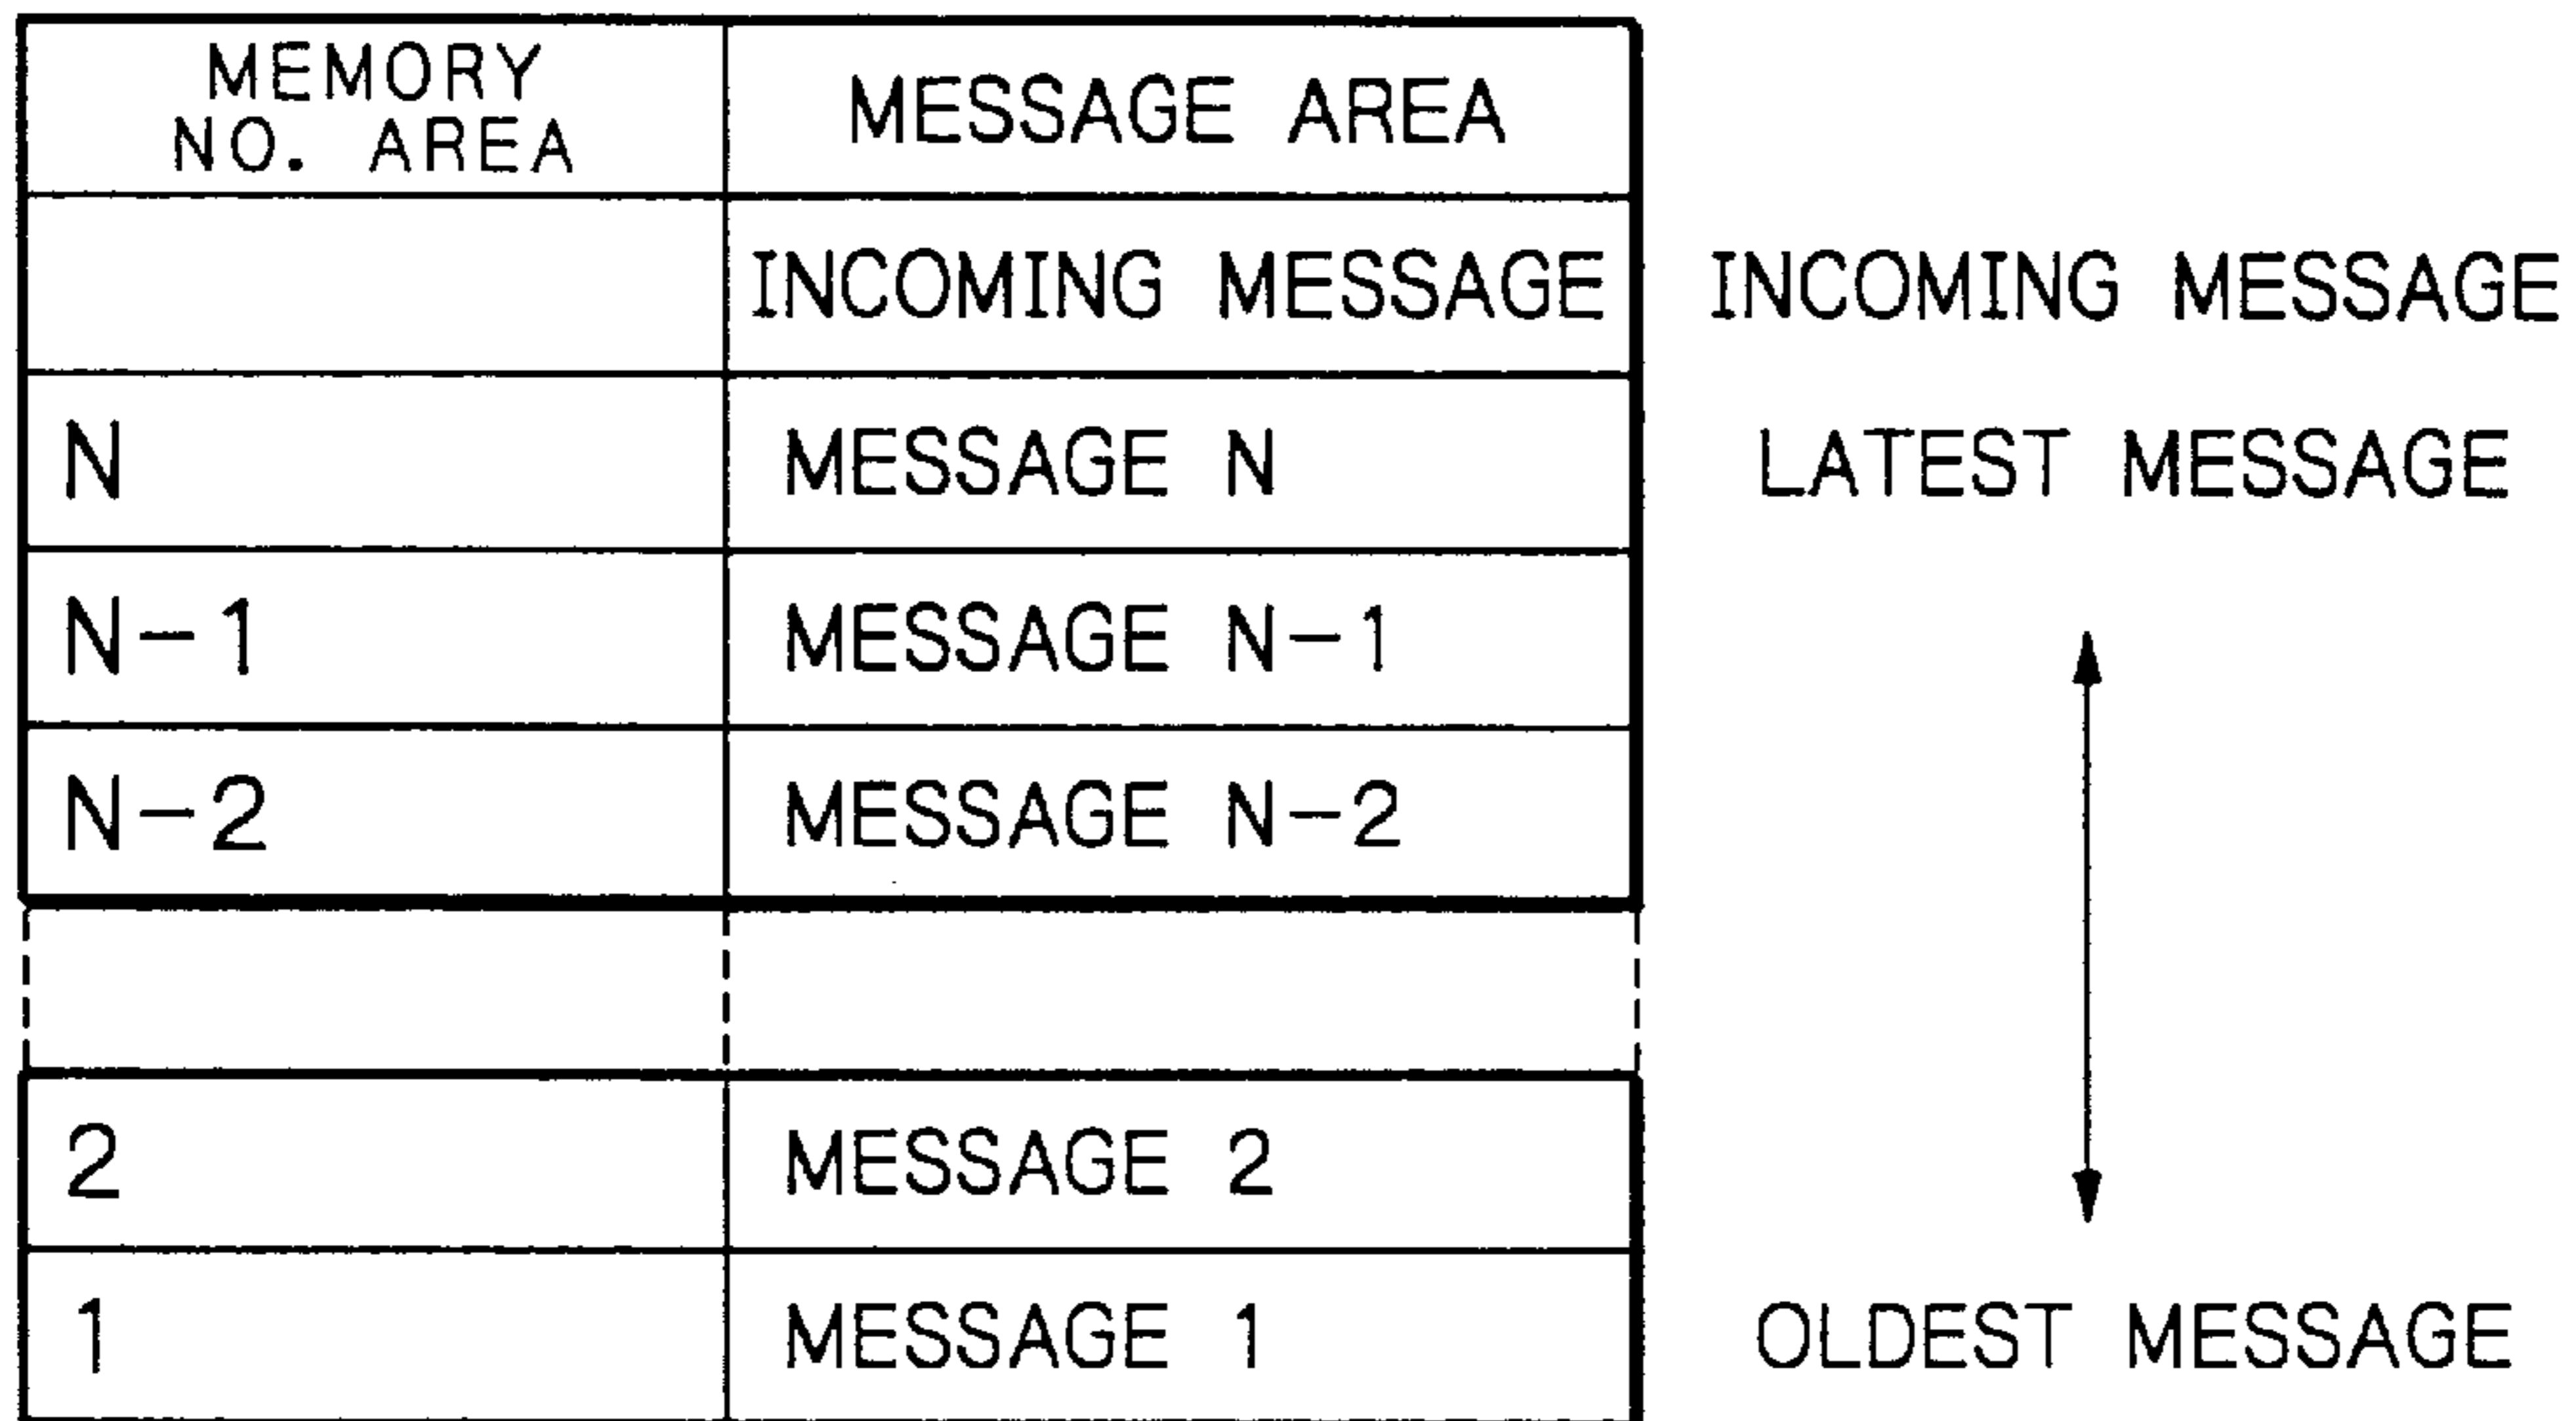 MEMORY
NO. AREA
MESSAGE AREA
INCOMING MESSAGE INCOMING MESSAGE
N MESSAGE N LATEST MESSAGE
N-1 MESSAGE N-1
N-2 MESSAGE N-2
2 MESSAGE 2
1 MESSAGE 1 OLDEST MESSAGE